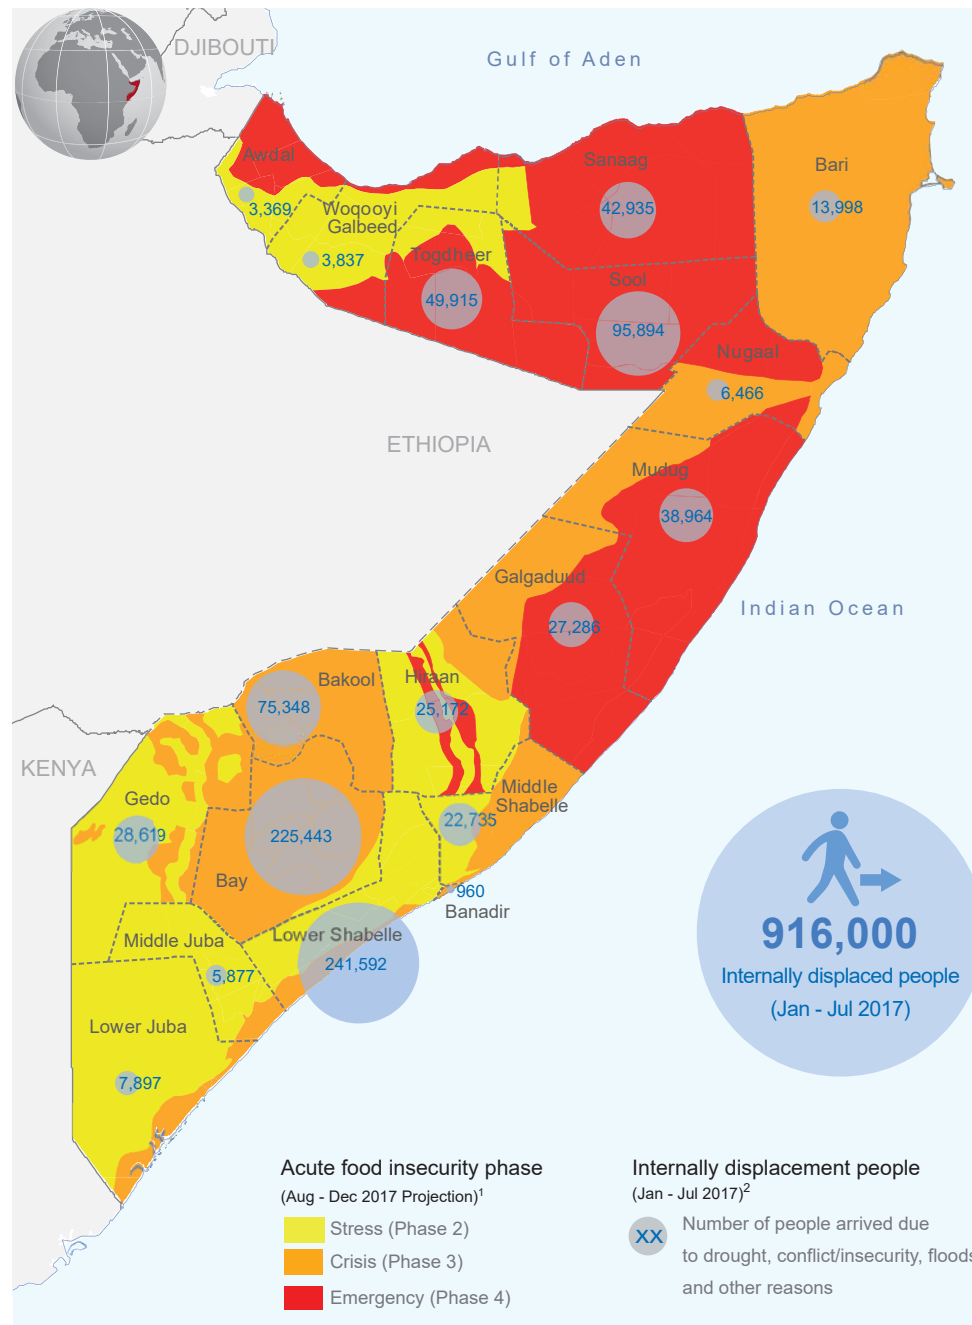 DJIBOUTI
Gulf of Aden
Awdal
Sanaag
Bari
3,369
Woqooyi
Galbeed
42,935
13,998
3,837
Togdheer
Sool
49,915
95,894
Nugaal
6,466
ETHIOPIA
Mudug
38,964
Galgaduud
Indian Ocean
27,286
Bakool
Hiraan
75,348
25,172
KENYA
Gedo
Middle
Shabelle
28,619
225,443
22,735
Bay
960
Banadir
Middle Juba
Lower Shabelle
241,592
5,877
Lower Juba
7,897
916,000
Internally displaced people
(Jan - Jul 2017)
Acute food insecurity phase
(Aug - Dec 2017 Projection)1
Stress (Phase 2)
Crisis (Phase 3)
Emergency (Phase 4)
Internally displacement people
(Jan - Jul 2017)2
XX
Number of people arrived due
to drought, conflict/insecurity, floods
and other reasons